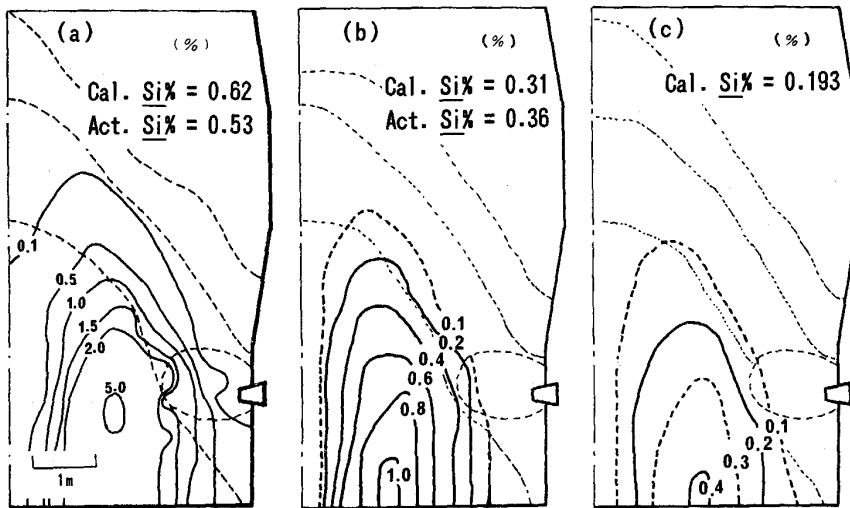 (a)
(%)
Cal. Si% = 0.62
Act. Si% = 0.53
0.1
0.5
1.0
1.5
2.0
5.0
1m
(b)
(%)
Cal. Si% = 0.31
Act. Si% = 0.36
0.1
0.2
0.4
0.6
0.8
1.0
(c)
(%)
Cal. Si% = 0.193
0.1
0.2
0.3
0.4